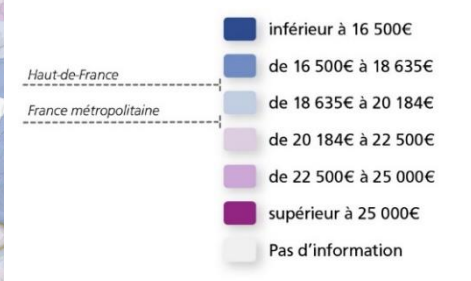 inférieur à 16 500€
de 16 500€ à 18 635€
Haut-de-France
de 18 635€ à 20 184€
France métropolitaine
de 20 184€ à 22 500€
de 22 500€ à 25 000€
supérieur à 25 000€
Pas d'information